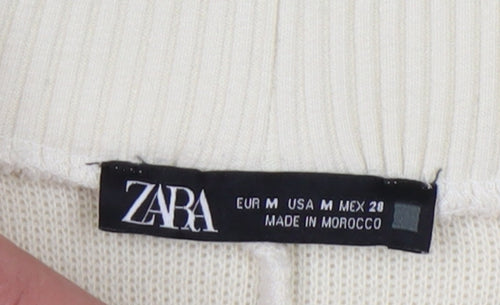 ZARA
EUR M USA M MEX 28
MADE IN MOROCCO